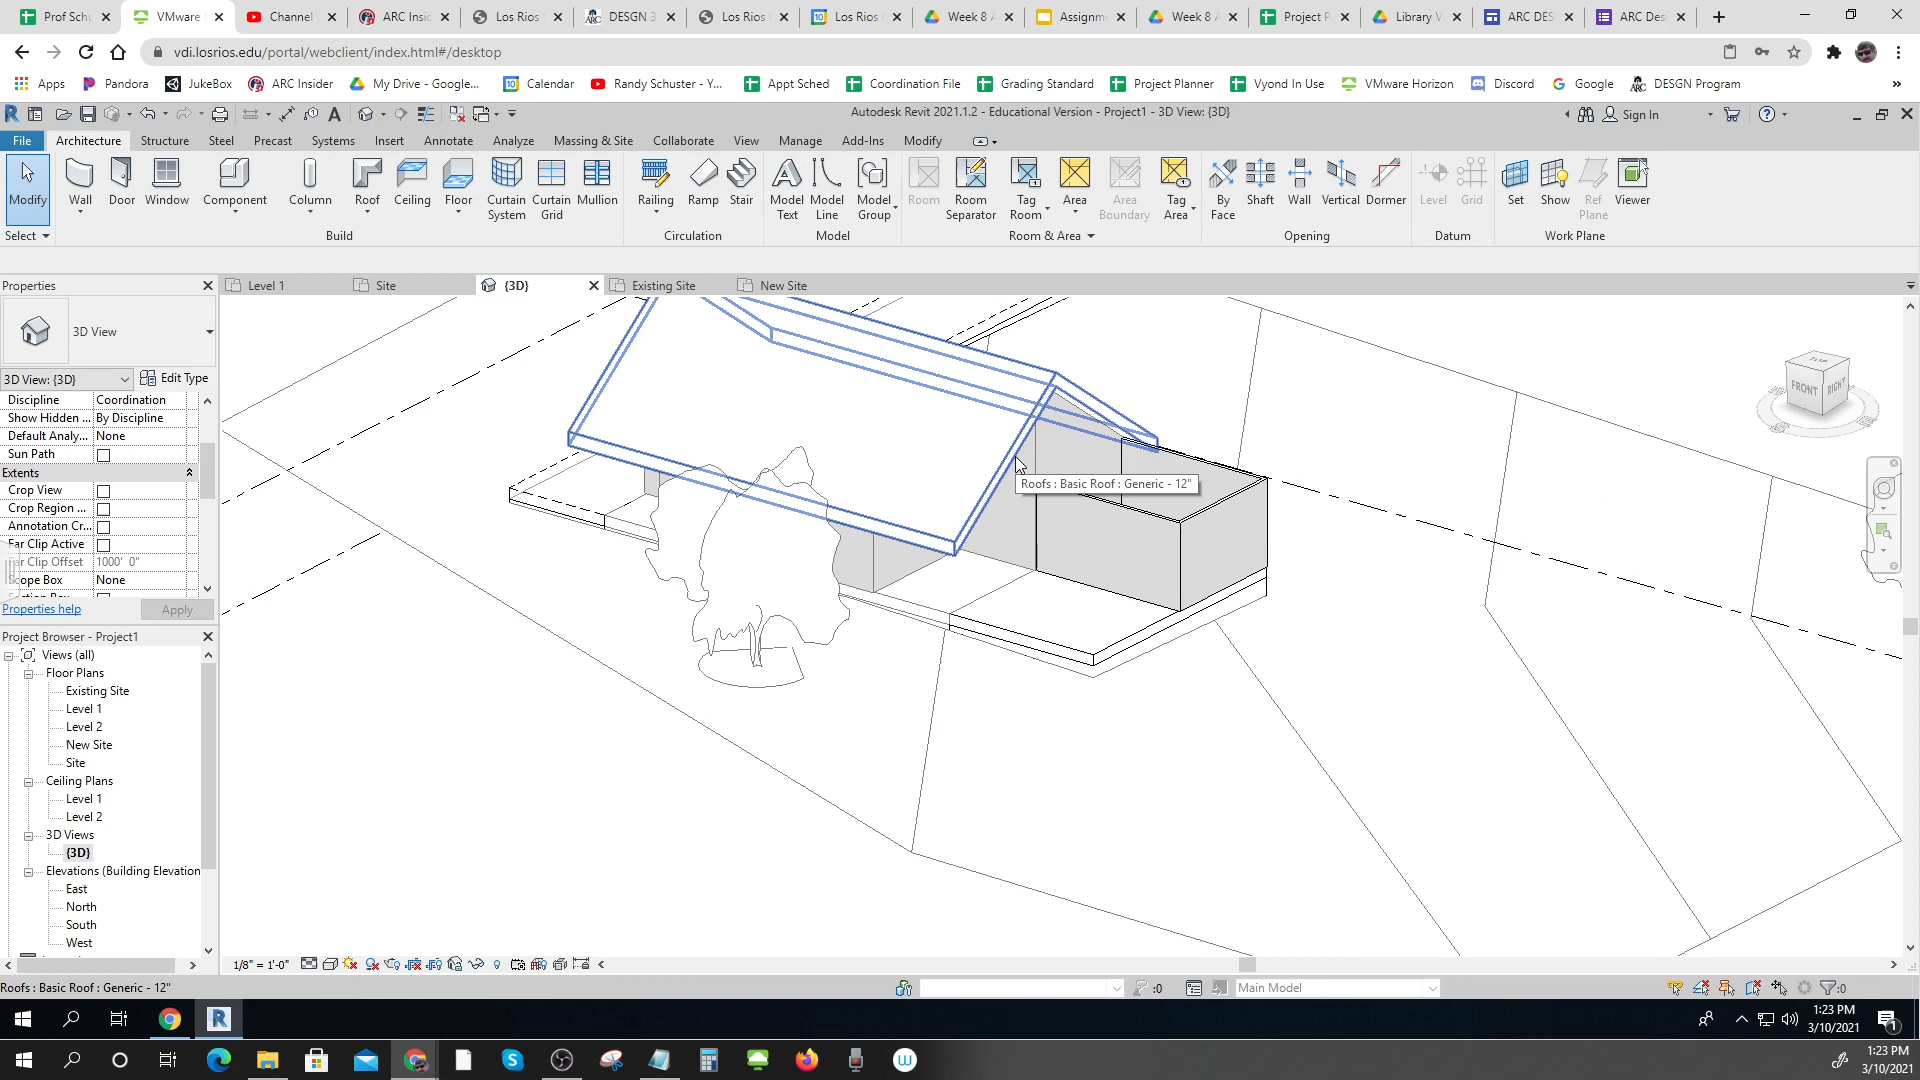 Prof Schu
VMware
Channel
ARC Insic
Los Rios
DESGN 3
Los Rios
Los Rios
Week 8 A
Assignm
Week 8 A
Project P
Library V
ARC DES
ARC Des
vdi.losrios.edu/portal/webclient/index.html#/desktop
Apps
Pandora
JukeBox
ARC Insider
My Drive - Google...
Calendar
Randy Schuster - Y...
Appt Sched
Coordination File
Grading Standard
Project Planner
Vyond In Use
VMware Horizon
Discord
Google
DESGN Program
Autodesk Revit 2021.1.2 - Educational Version - Project1 - 3D View: {3D}
Sign In
File
Architecture
Structure
Steel
Precast
Systems
Insert
Annotate
Analyze
Massing & Site
Collaborate
View
Manage
Add-Ins
Modify
Modify
Wall
Door
Window
Component
Column
Roof
Ceiling
Floor
Curtain
System
Curtain
Grid
Mullion
Railing
Ramp
Stair
Model
Text
Model
Line
Model
Group
Room
Room
Separator
Tag
Room
Area
Area
Boundary
Tag
Area
By
Face
Shaft
Wall
Vertical
Dormer
Level
Grid
Set
Show
Ref
Plane
Viewer
Select
Build
Circulation
Model
Room & Area
Opening
Datum
Work Plane
Properties
Level 1
Site
{3D}
Existing Site
New Site
3D View
3D View: {3D}
Edit Type
Discipline
Coordination
Show Hidden ...
By Discipline
Default Analy...
None
Sun Path
Extents
Crop View
Crop Region ...
Annotation Cr...
Far Clip Active
Far Clip Offset
1000' 0"
Scope Box
None
Properties help
Apply
Project Browser - Project1
Views (all)
Floor Plans
Existing Site
Level 1
Level 2
New Site
Site
Ceiling Plans
Level 1
Level 2
3D Views
{3D}
Elevations (Building Elevation
East
North
South
West
TOP
FRONT
RIGHT
Roofs : Basic Roof : Generic - 12"
1/8" = 1'-0"
Roofs : Basic Roof : Generic - 12"
:0
Main Model
:0
1:23 PM
3/10/2021
1
1:23 PM
3/10/2021